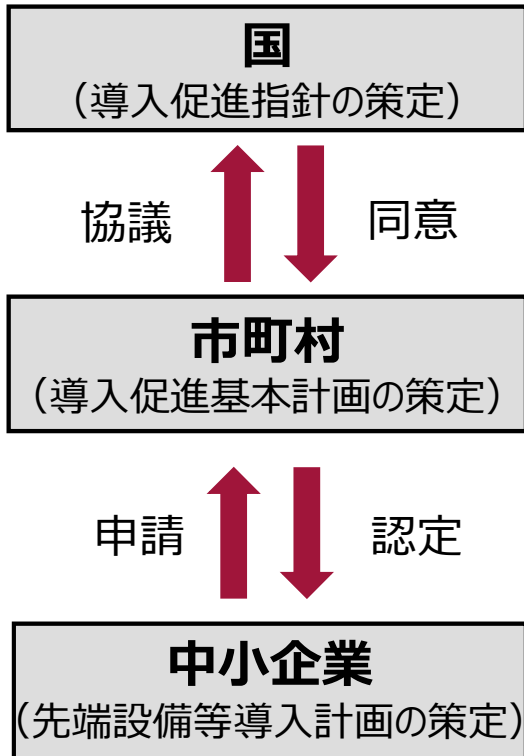 国
（導入促進指針の策定）
協議 同意
市町村
（導入促進基本計画の策定）
申請 認定
中小企業
（先端設備等導入計画の策定）